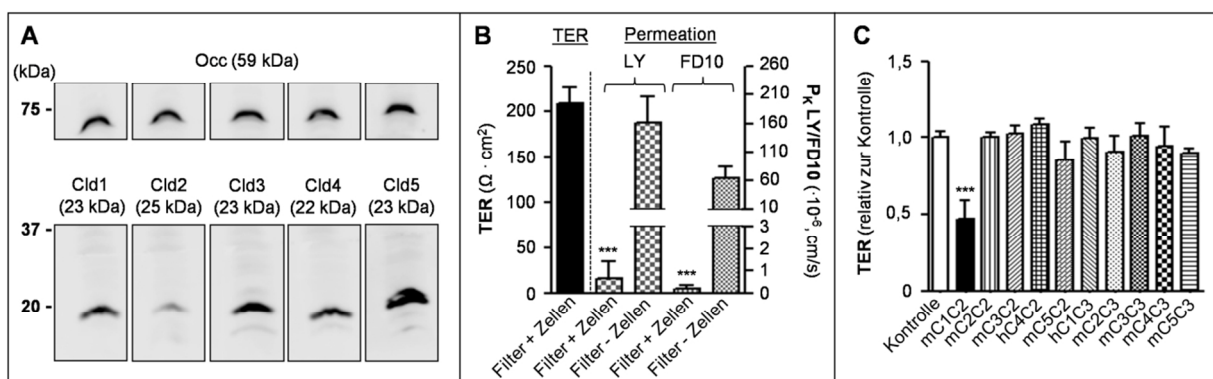 A
Occ (59 kDa)
(kDa)
75 -
Cld1 Cld2 Cld3 Cld4 Cld5
(23 kDa) (25 kDa) (23 kDa) (22 kDa) (23 kDa)
37 -
20 -
B
TER Permeation
LY FD10
TER (Ω · cm²)
250
200
150
100
50
0
***
***
260
210
160
110
60
10
3
2
1
0
P_K LY/FD10 (·10⁻⁶, cm/s)
Filter + Zellen
Filter + Zellen
Filter - Zellen
Filter + Zellen
Filter - Zellen
C
TER (relativ zur Kontrolle)
1,5
1,0
0,5
0
***
Kontrolle
mC1C2
mC2C2
mC3C2
hC4C2
mC5C2
hC1C3
mC2C3
mC3C3
mC4C3
mC5C3